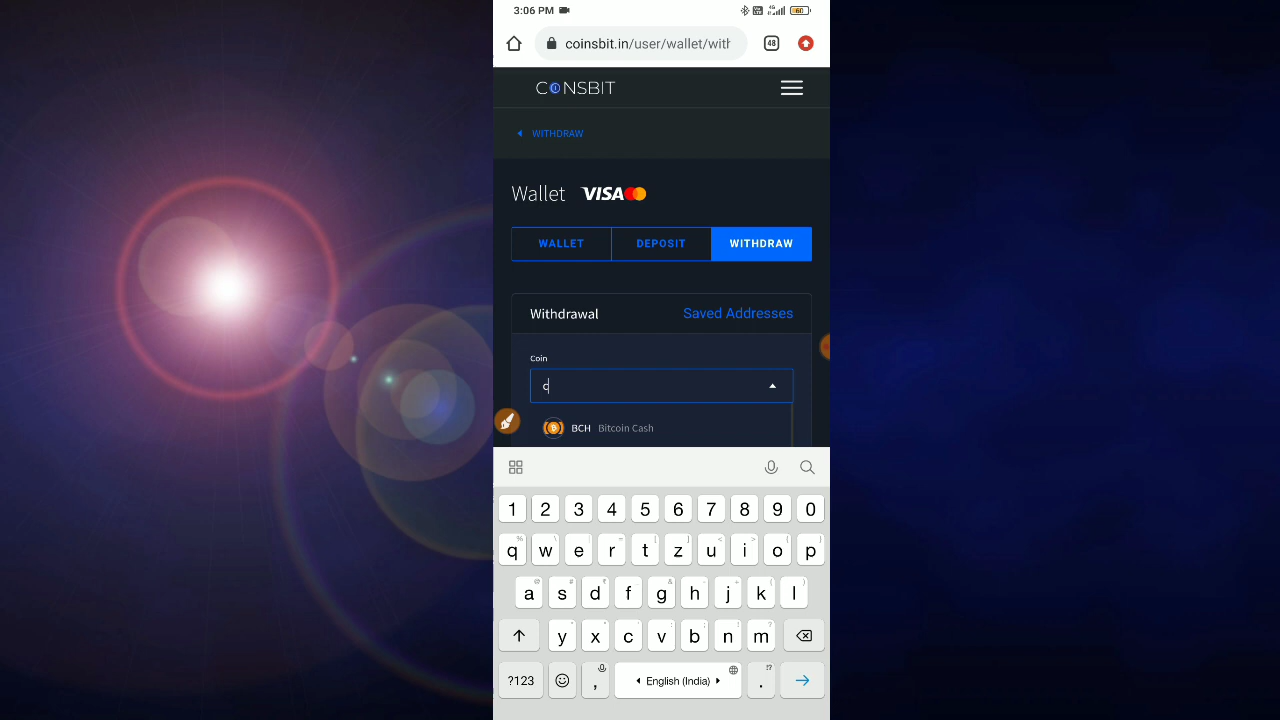 3:06 PM
60
coinsbit.in/user/wallet/with
48
COINSBIT
WITHDRAW
Wallet VISA
WALLET DEPOSIT WITHDRAW
Withdrawal Saved Addresses
Coin
c
BCH Bitcoin Cash
1 2 3 4 5 6 7 8 9 0
q w e r t z u i o p
a s d f g h j k l
y x c v b n m
?123 , English (India) . !?